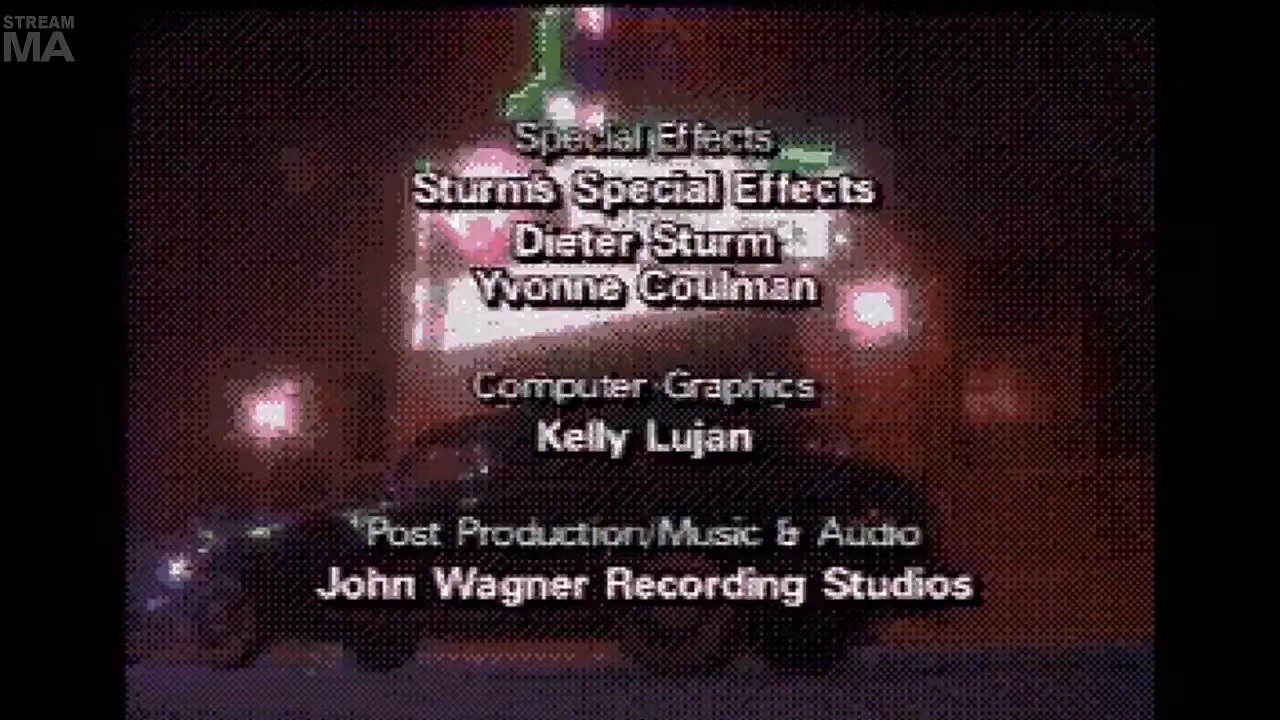 STREAM
MA
Special Effects
Sturm's Special Effects
Dieter Sturm
Yvonne Coulman
Computer Graphics
Kelly Lujan
Post Production/Music & Audio
John Wagner Recording Studios